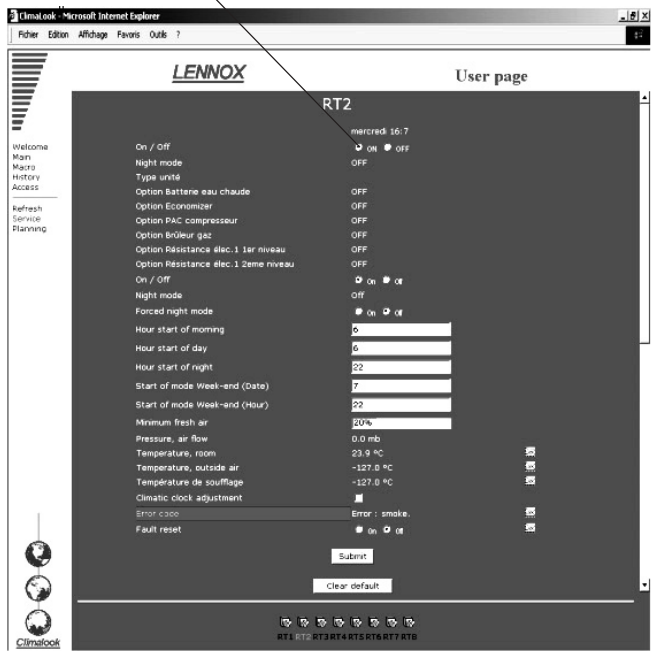 ClimaLook - Microsoft Internet Explorer
Fichier Edition Affichage Favoris Outils ?
LENNOX
User page
RT2
mercredi 16:7
Welcome
Main
Macro
History
Access
Refresh
Service
Planning
On / Off ON OFF
Night mode OFF
Type unité
Option Batterie eau chaude OFF
Option Economizer OFF
Option PAC compresseur OFF
Option Brûleur gaz OFF
Option Résistance élec.1 1er niveau OFF
Option Résistance élec.1 2eme niveau OFF
On / Off On Off
Night mode Off
Forced night mode On Off
Hour start of morning 6
Hour start of day 6
Hour start of night 22
Start of mode Week-end (Date) 7
Start of mode Week-end (Hour) 22
Minimum fresh air 20%
Pressure, air flow 0.0 mb
Temperature, room 23.9 ºC
Temperature, outside air -127.0 ºC
Température de soufflage -127.0 ºC
Climatic clock adjustment
Error code Error : smoke.
Fault reset On Off
Submit
Clear default
RT1 RT2 RT3 RT4 RT5 RT6 RT7 RT8
Climalook